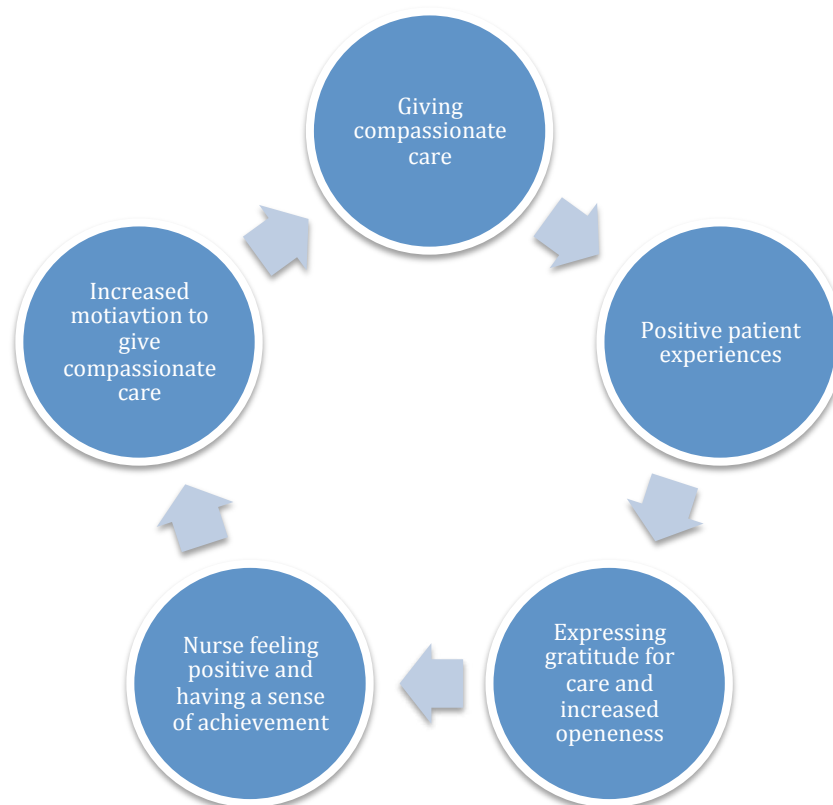 Giving
compassionate
care
Positive patient
experiences
Expressing
gratitude for
care and
increased
openeness
Nurse feeling
positive and
having a sense
of achievement
Increased
motiavtion to
give
compassionate
care